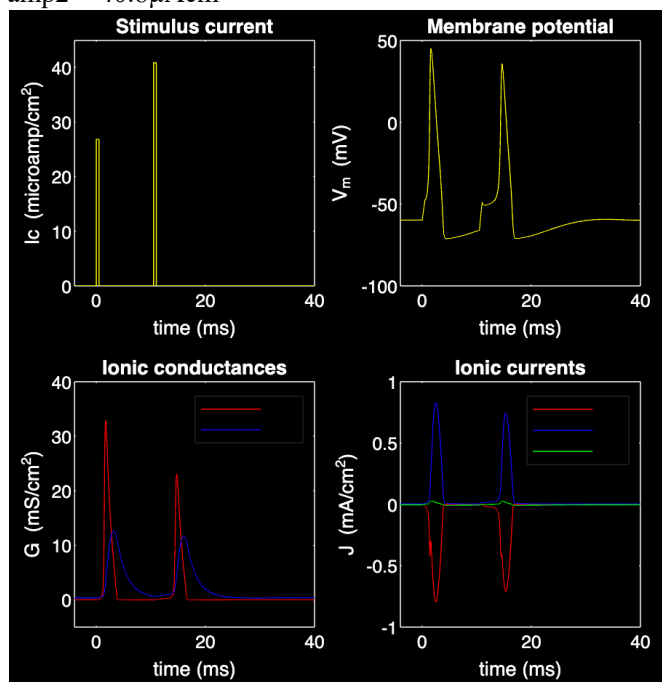 Stimulus current
Ic (microamp/cm²)
40
30
20
10
0
0
20
40
time (ms)
Membrane potential
Vₘ (mV)
50
0
-50
-100
0
20
40
time (ms)
Ionic conductances
G (mS/cm²)
40
30
20
10
0
0
20
40
time (ms)
Ionic currents
J (mA/cm²)
1
0.5
0
-0.5
-1
0
20
40
time (ms)